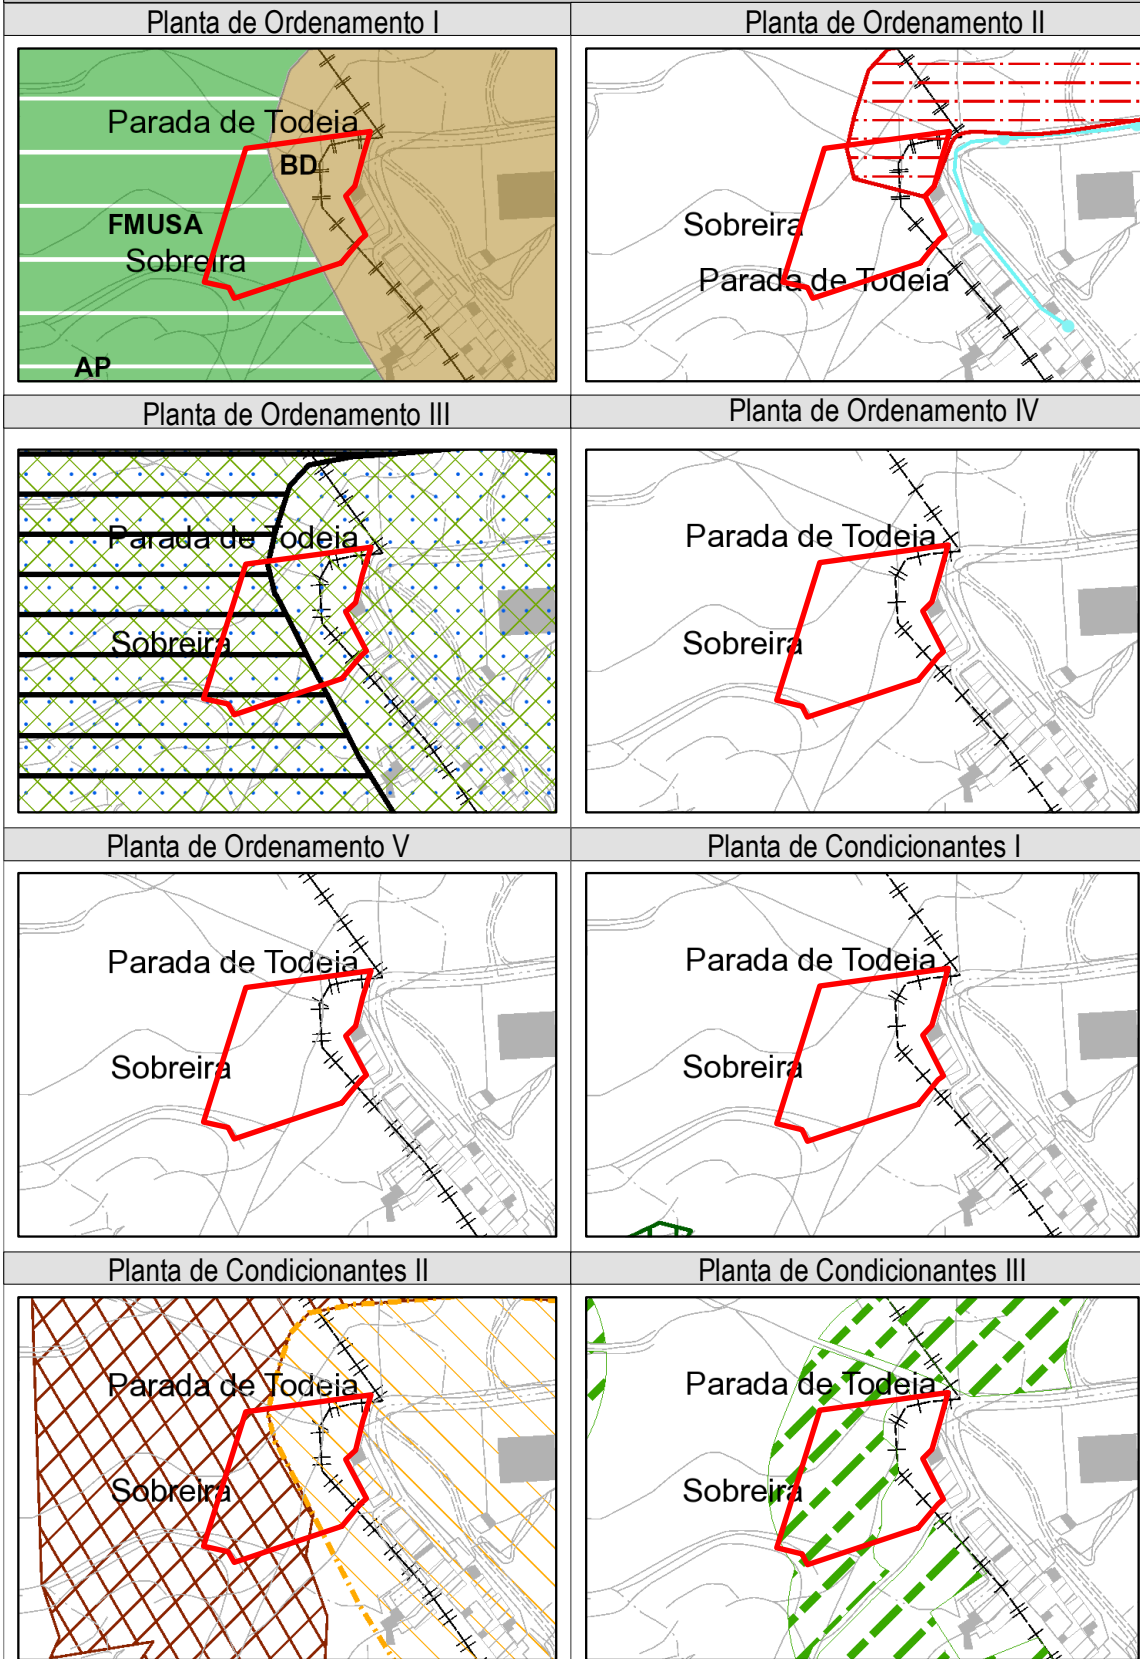 Planta de Ordenamento I
Planta de Ordenamento II
Parada de Todeia
BD
FMUSA
Sobreira
AP
Sobreira
Parada de Todeia
Planta de Ordenamento III
Planta de Ordenamento IV
Parada de Todeia
Sobreira
Parada de Todeia
Sobreira
Planta de Ordenamento V
Planta de Condicionantes I
Parada de Todeia
Sobreira
Parada de Todeia
Sobreira
Planta de Condicionantes II
Planta de Condicionantes III
Parada de Todeia
Sobreira
Parada de Todeia
Sobreira